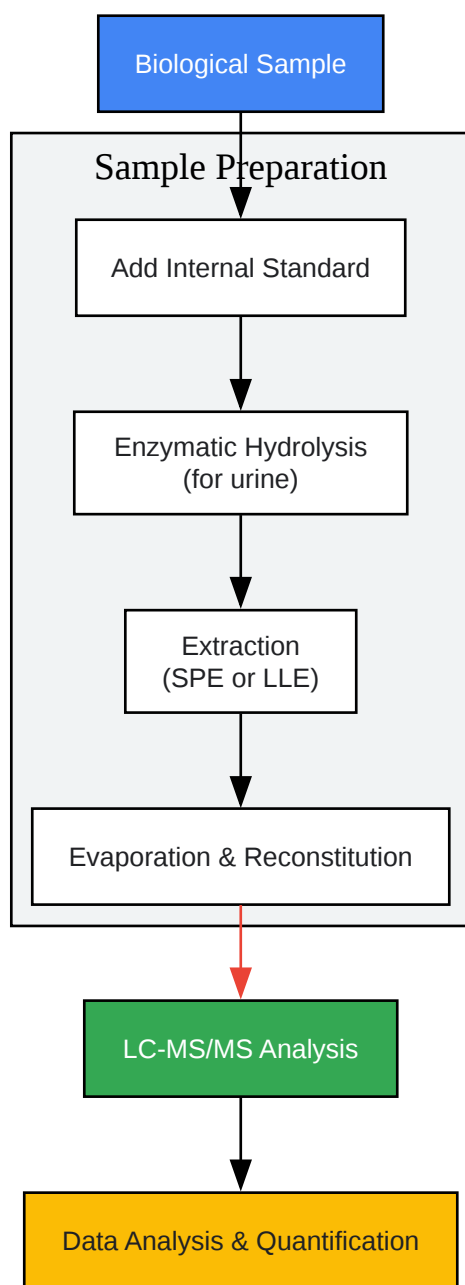 Biological Sample
Sample Preparation
Add Internal Standard
Enzymatic Hydrolysis
(for urine)
Extraction
(SPE or LLE)
Evaporation & Reconstitution
LC-MS/MS Analysis
Data Analysis & Quantification